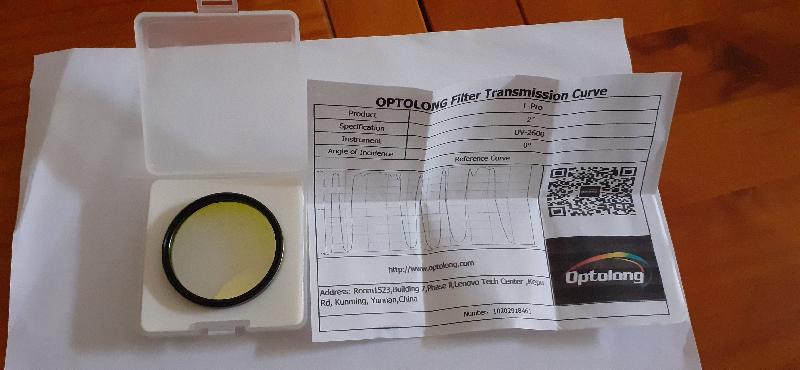 OPTOLONG Filter Transmission Curve
Product L-Pro
Specification 2"
Instrument UV-2600
Angle of Incidence 0°
Reference Curve
http://www.optolong.com
Optolong
Address: Room1523,Building 7,Phase II,Lenovo Tech Center ,Kepu
Rd, Kunming, Yunnan,China
Number: